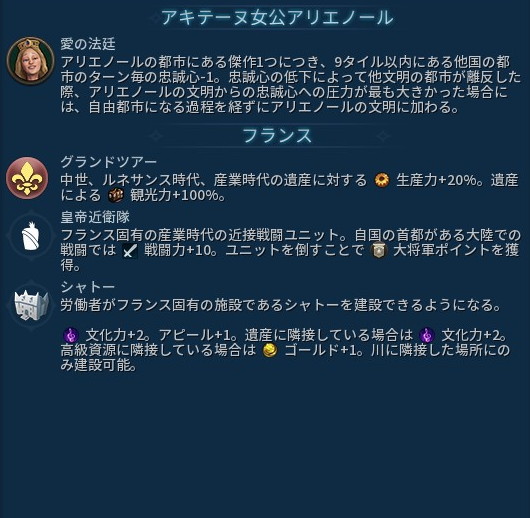 アキテーヌ女公アリエノール
愛の法廷
アリエノールの都市にある傑作1つにつき、9タイル以内にある他国の都
市のターン毎の忠誠心-1。忠誠心の低下によって他文明の都市が離反した
際、アリエノールの文明からの忠誠心への圧力が最も大きかった場合に
は、自由都市になる過程を経ずにアリエノールの文明に加わる。
フランス
グランドツアー
中世、ルネサンス時代、産業時代の遺産に対する 生産力+20%。遺産
による 観光力+100%。
皇帝近衛隊
フランス固有の産業時代の近接戦闘ユニット。自国の首都がある大陸での
戦闘では 戦闘力+10。ユニットを倒すことで 大将軍ポイントを獲
得。
シャトー
労働者がフランス固有の施設であるシャトーを建設できるようになる。
文化力+2。アピール+1。遺産に隣接している場合は 文化力+2。
高級資源に隣接している場合は ゴールド+1。川に隣接した場所にの
み建設可能。